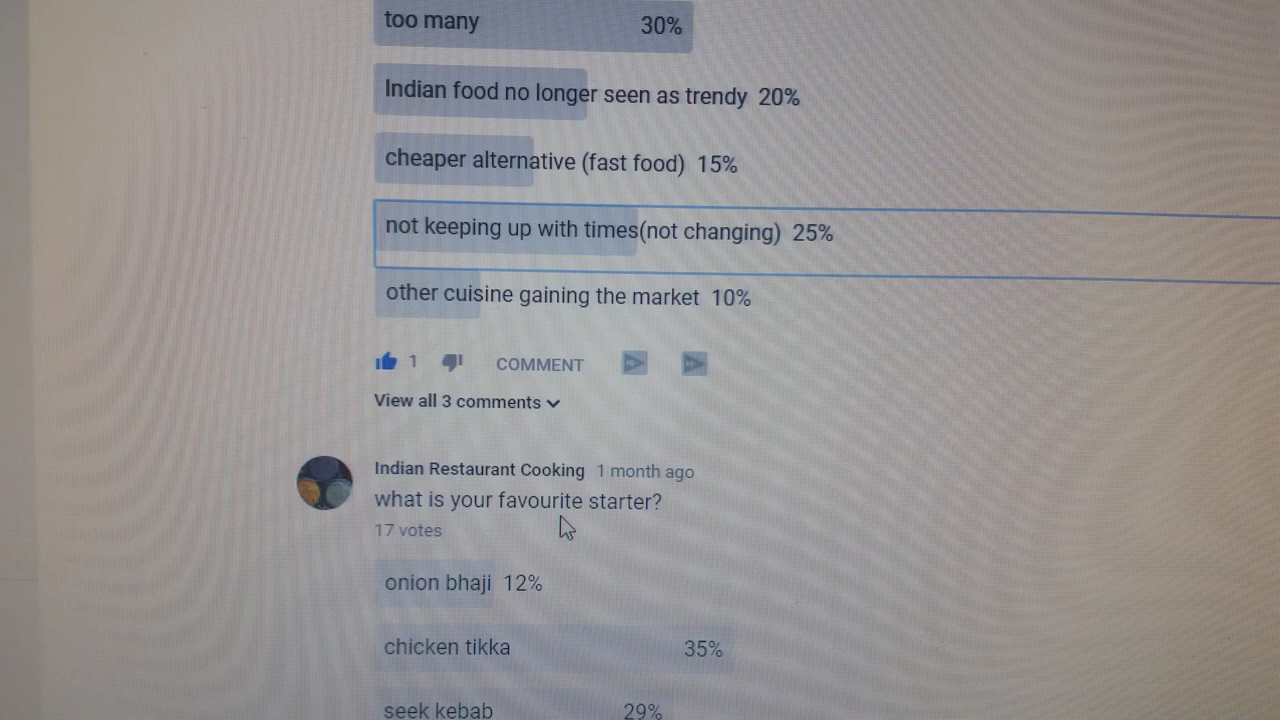 too many 30%
Indian food no longer seen as trendy 20%
cheaper alternative (fast food) 15%
not keeping up with times(not changing) 25%
other cuisine gaining the market 10%
1 COMMENT
View all 3 comments
Indian Restaurant Cooking 1 month ago
what is your favourite starter?
17 votes
onion bhaji 12%
chicken tikka 35%
seek kebab 29%